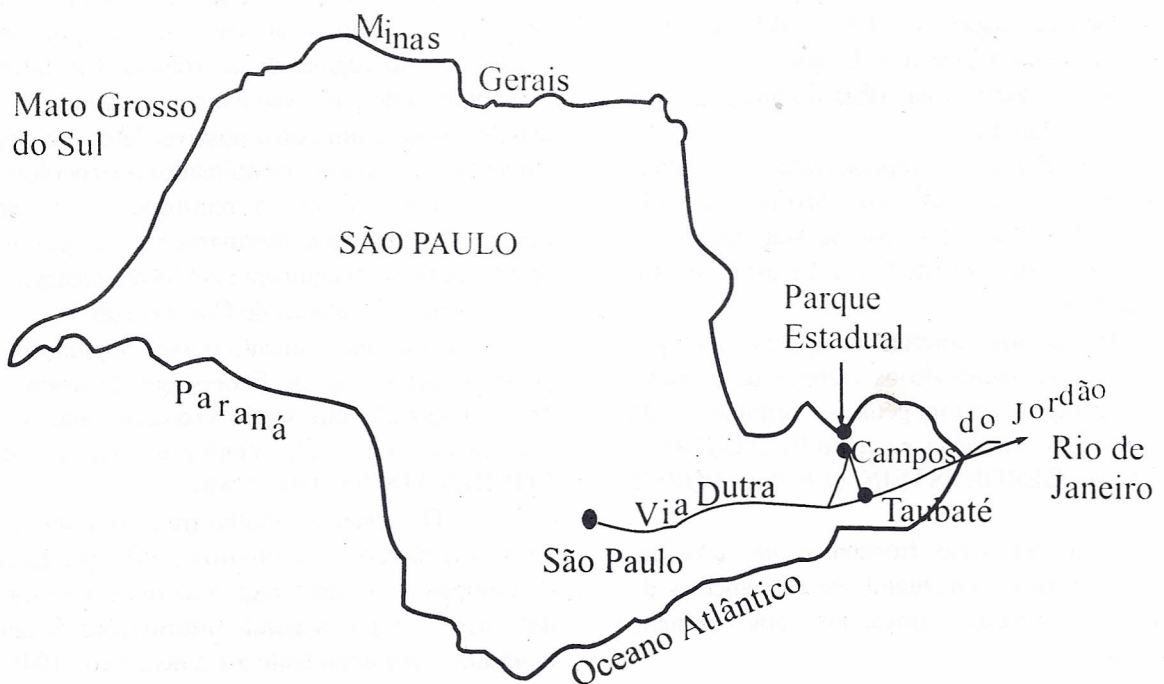 Minas
Gerais
Mato Grosso
do Sul
SÃO PAULO
Parque
Estadual
Paraná
Campos do Jordão
Rio de
Janeiro
Via Dutra
Taubaté
São Paulo
Oceano Atlântico